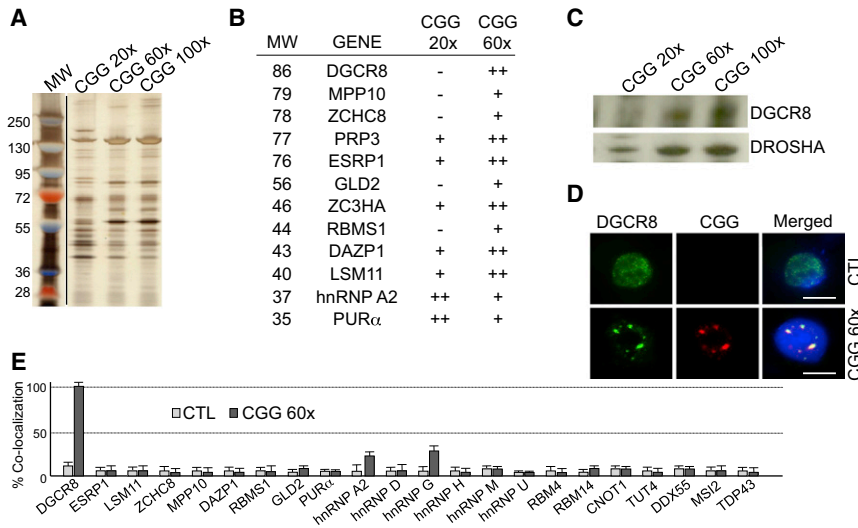 A
MW
CGG 20x
CGG 60x
CGG 100x
250
130
95
72
55
36
28
B
CGG CGG
MW GENE 20x 60x
86 DGCR8 - ++
79 MPP10 - +
78 ZCHC8 - +
77 PRP3 + ++
76 ESRP1 + ++
56 GLD2 - +
46 ZC3HA + ++
44 RBMS1 - +
43 DAZP1 + ++
40 LSM11 + ++
37 hnRNP A2 ++ +
35 PURα ++ +
C
CGG 20x
CGG 60x
CGG 100x
DGCR8
DROSHA
D
DGCR8 CGG Merged
CTL
CGG 60x
E
% Co-localization
100
50
0
CTL CGG 60x
DGCR8
ESRP1
LSM11
ZCHC8
MPP10
DAZP1
RBMS1
GLD2
PURα
hnRNP A2
hnRNP D
hnRNP G
hnRNP H
hnRNP M
hnRNP U
RBM4
RBM14
CNOT1
TUT4
DDX55
MSI2
TDP43